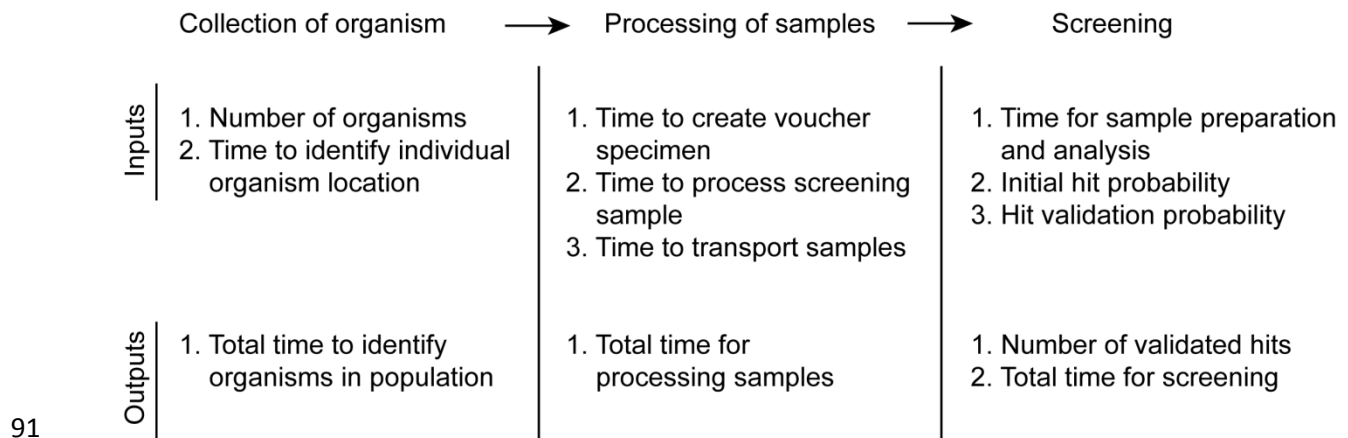 Collection of organism
Processing of samples
Screening
Inputs
1. Number of organisms
2. Time to identify individual
organism location
1. Time to create voucher
specimen
2. Time to process screening
sample
3. Time to transport samples
1. Time for sample preparation
and analysis
2. Initial hit probability
3. Hit validation probability
Outputs
1. Total time to identify
organisms in population
1. Total time for
processing samples
1. Number of validated hits
2. Total time for screening
91